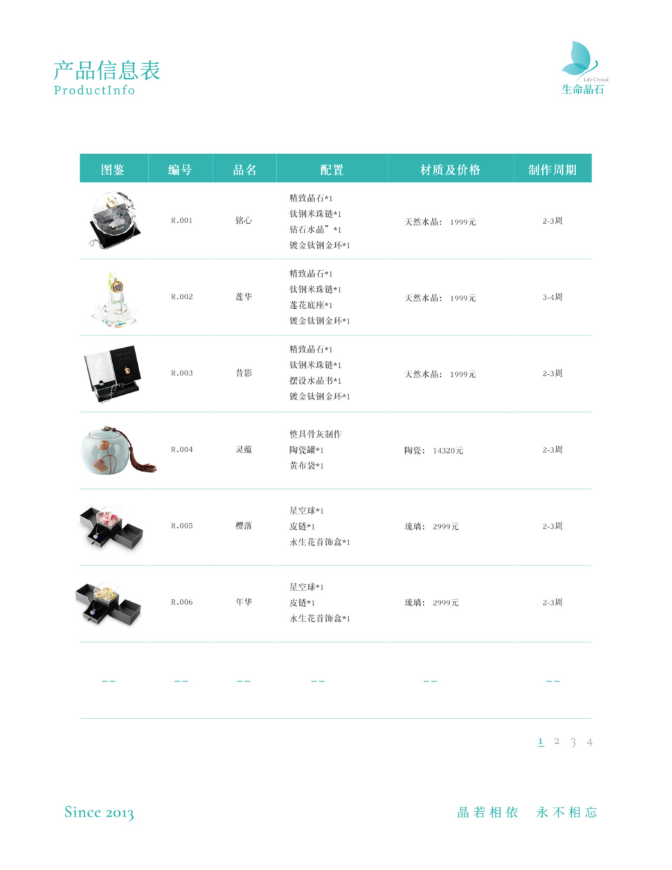 产品信息表
ProductInfo
Life Crystal
生命晶石
图鉴 编号 品名 配置 材质及价格 制作周期
R.001 铭心 精致晶石*1 天然水晶: 1999元 2-3周
钛钢米珠链*1
钻石水晶”*1
镀金钛钢金环*1
R.002 莲华 精致晶石*1 天然水晶: 1999元 3-4周
钛钢米珠链*1
莲花底座*1
镀金钛钢金环*1
R.003 昔影 精致晶石*1 天然水晶: 1999元 2-3周
钛钢米珠链*1
摆设水晶书*1
镀金钛钢金环*1
R.004 灵蕴 整具骨灰制作 陶瓷: 14320元 2-3周
陶瓷罐*1
黄布袋*1
R.005 樱落 星空球*1 琉璃: 2999元 2-3周
皮链*1
永生花首饰盒*1
R.006 年华 星空球*1 琉璃: 2999元 2-3周
皮链*1
永生花首饰盒*1
-- -- -- -- -- --
1 2 3 4
Since 2013
晶若相依 永不相忘